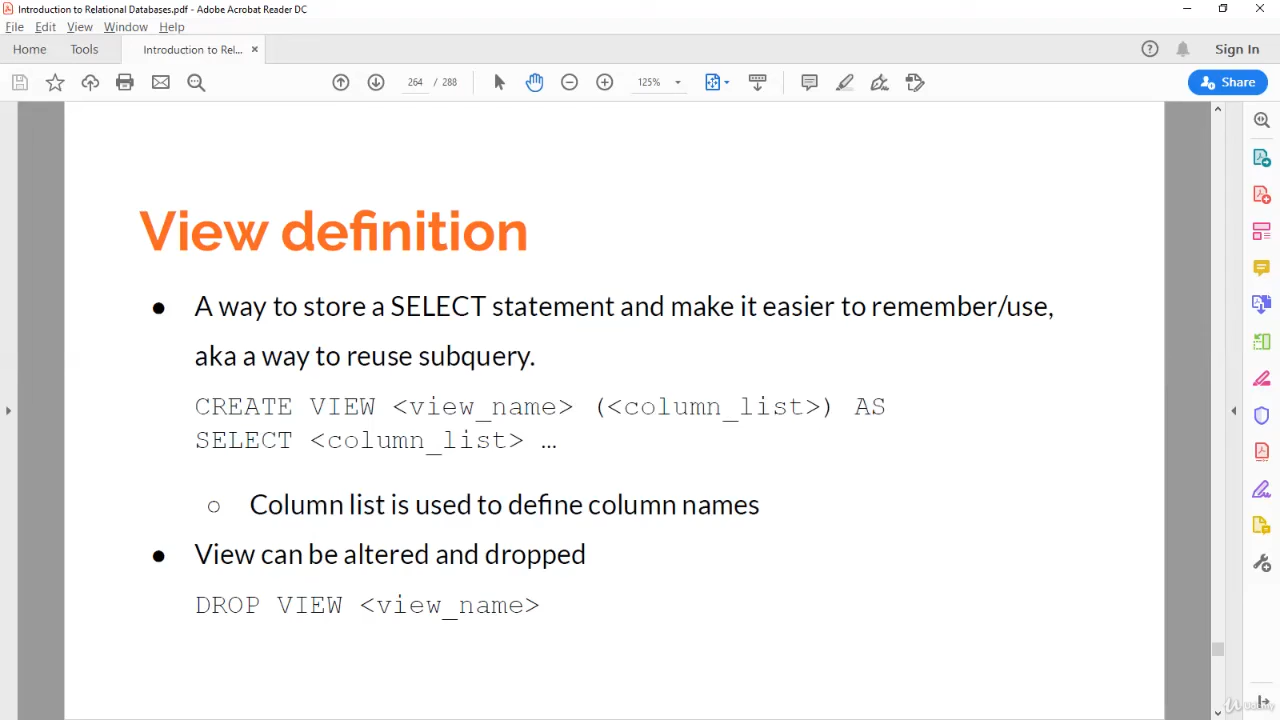 Introduction to Relational Databases.pdf - Adobe Acrobat Reader DC
File Edit View Window Help
Home Tools Introduction to Rel... × Sign In
264 / 288 125% Share
View definition
● A way to store a SELECT statement and make it easier to remember/use,
aka a way to reuse subquery.
CREATE VIEW <view_name> (<column_list>) AS
SELECT <column_list> …
○ Column list is used to define column names
● View can be altered and dropped
DROP VIEW <view_name>
Udemy